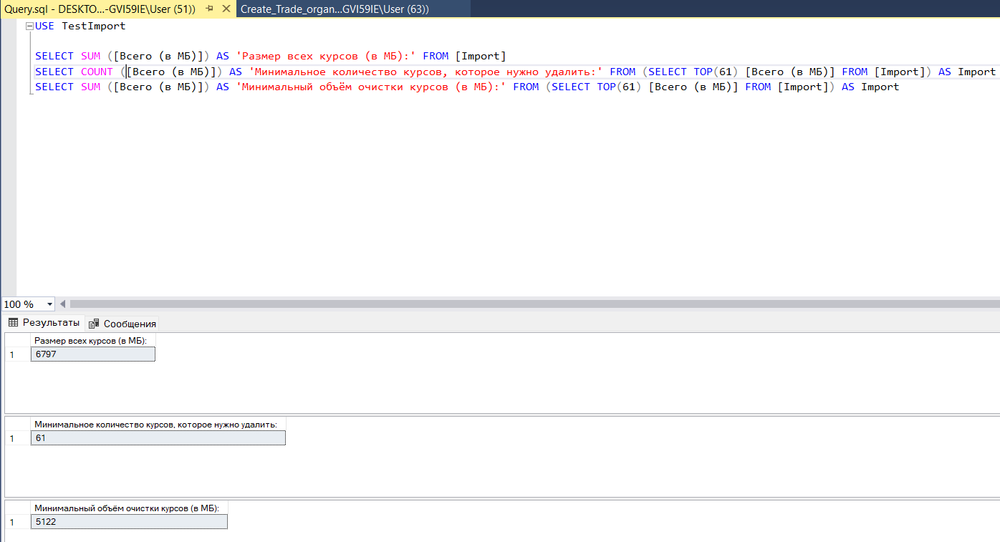 Query.sql - DESKTO...-GVI59IE\User (51)) Create_Trade_organ...GVI59IE\User (63))
USE TestImport
SELECT SUM ([Всего (в МБ)]) AS 'Размер всех курсов (в МБ):' FROM [Import]
SELECT COUNT ([Всего (в МБ)]) AS 'Минимальное количество курсов, которое нужно удалить:' FROM (SELECT TOP(61) [Всего (в МБ)] FROM [Import]) AS Import
SELECT SUM ([Всего (в МБ)]) AS 'Минимальный объём очистки курсов (в МБ):' FROM (SELECT TOP(61) [Всего (в МБ)] FROM [Import]) AS Import
100 %
Результаты Сообщения
Размер всех курсов (в МБ):
1 6797
Минимальное количество курсов, которое нужно удалить:
1 61
Минимальный объём очистки курсов (в МБ):
1 5122